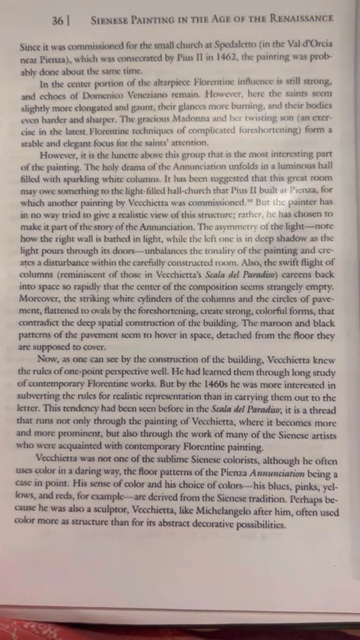 36 | SIENESE PAINTING IN THE AGE OF THE RENAISSANCE
Since it was commissioned for the small church at Spedaletto (in the Val d'Orcia
near Pienza), which was consecrated by Pius II in 1462, the painting was prob-
ably done about the same time.
In the center portion of the altarpiece Florentine influence is still strong,
and echoes of Domenico Veneziano remain. However, here the saints seem
slightly more elongated and gaunt, their glances more burning, and their bodies
even harder and sharper. The gracious Madonna and her twisting son (an exer-
cise in the latest Florentine techniques of complicated foreshortening) form a
stable and elegant focus for the saints' attention.
However, it is the lunette above this group that is the most interesting part
of the painting. The holy drama of the Annunciation unfolds in a luminous hall
filled with sparkling white columns. It has been suggested that this great room
may owe something to the light-filled hall-church that Pius II built at Pienza, for
which another painting by Vecchietta was commissioned. But the painter has
in no way tried to give a realistic view of this structure; rather, he has chosen to
make it part of the story of the Annunciation. The asymmetry of the light—note
how the right wall is bathed in light, while the left one is in deep shadow as the
light pours through its doors—unbalances the tonality of the painting and cre-
ates a disturbance within the carefully constructed room. Also, the swift flight of
columns (reminiscent of those in Vecchietta's Scala del Paradiso) careens back
into space so rapidly that the center of the composition seems strangely empty.
Moreover, the striking white cylinders of the columns and the circles of pave-
ment, flattened to ovals by the foreshortening, create strong, colorful forms, that
contradict the deep spatial construction of the building. The maroon and black
patterns of the pavement seem to hover in space, detached from the floor they
are supposed to cover.
Now, as one can see by the construction of the building, Vecchietta knew
the rules of one-point perspective well. He had learned them through long study
of contemporary Florentine works. But by the 1460s he was more interested in
subverting the rules for realistic representation than in carrying them out to the
letter. This tendency had been seen before in the Scala del Paradiso; it is a thread
that runs not only through the painting of Vecchietta, where it becomes more
and more prominent, but also through the work of many of the Sienese artists
who were acquainted with contemporary Florentine painting.
Vecchietta was not one of the sublime Sienese colorists, although he often
uses color in a daring way, the floor patterns of the Pienza Annunciation being a
case in point. His sense of color and his choice of colors—his blues, pinks, yel-
lows, and reds, for example—are derived from the Sienese tradition. Perhaps be-
cause he was also a sculptor, Vecchietta, like Michelangelo after him, often used
color more as structure than for its abstract decorative possibilities.